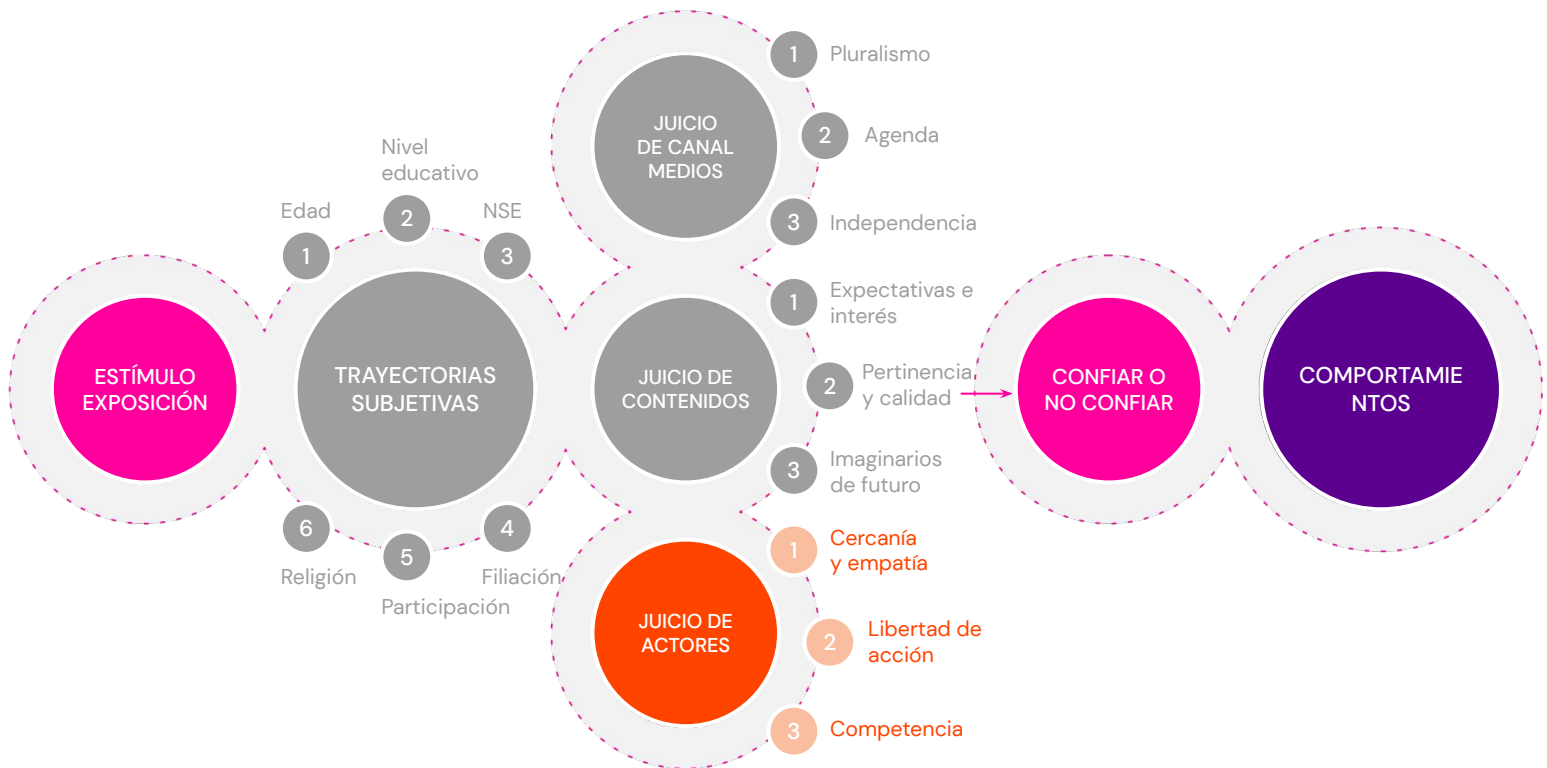 ESTÍMULO
EXPOSICIÓN
TRAYECTORIAS
SUBJETIVAS
1
Edad
2
Nivel
educativo
3
NSE
4
Filiación
5
Participación
6
Religión
JUICIO
DE CANAL
MEDIOS
1
Pluralismo
2
Agenda
3
Independencia
JUICIO DE
CONTENIDOS
1
Expectativas e
interés
2
Pertinencia
y calidad
3
Imaginarios
de futuro
JUICIO DE
ACTORES
1
Cercanía
y empatía
2
Libertad de
acción
3
Competencia
CONFIAR O
NO CONFIAR
COMPORTAMIE
NTOS